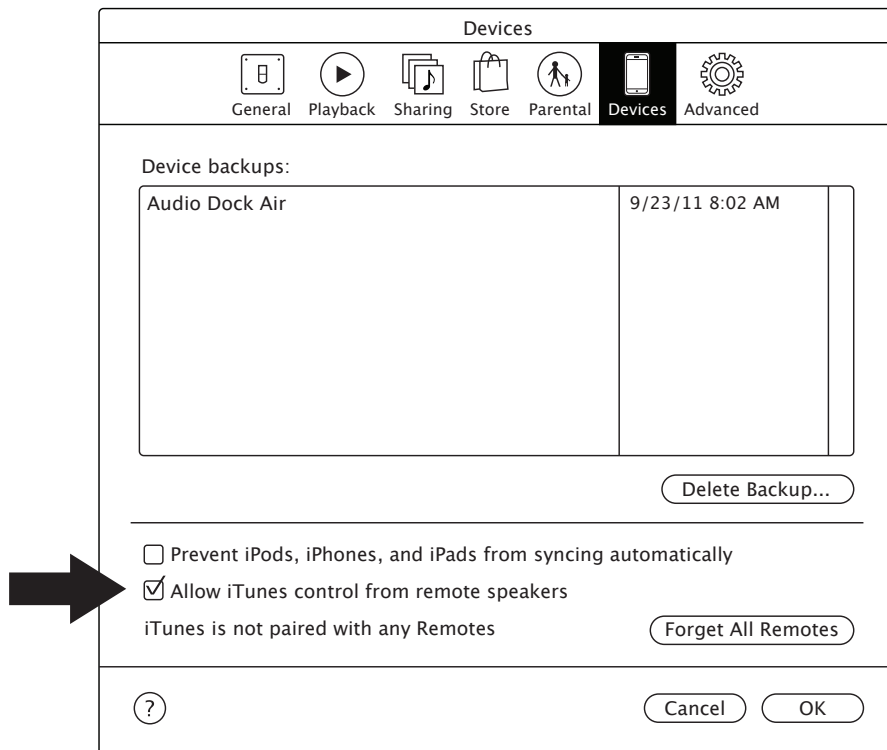 Devices
General Playback Sharing Store Parental Devices Advanced
Device backups:
Audio Dock Air 9/23/11 8:02 AM
Delete Backup...
Prevent iPods, iPhones, and iPads from syncing automatically
Allow iTunes control from remote speakers
iTunes is not paired with any Remotes Forget All Remotes
? Cancel OK